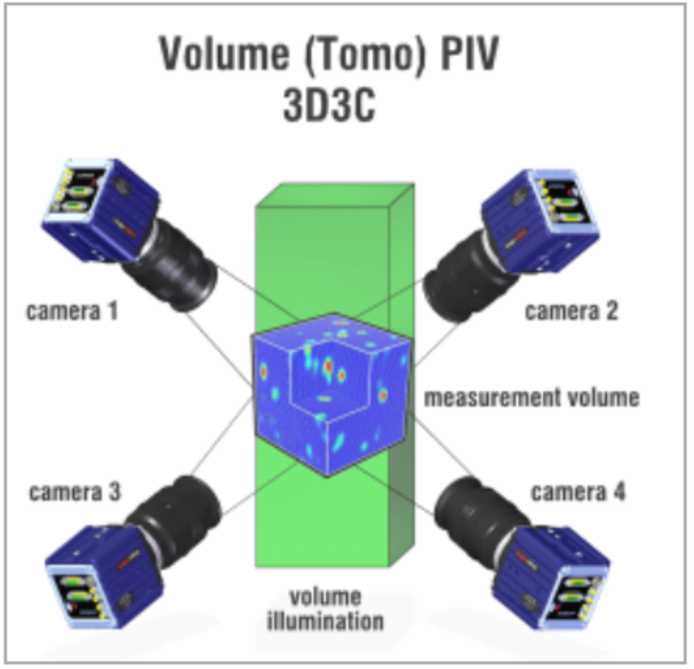 Volume (Tomo) PIV
3D3C
camera 1
camera 2
measurement volume
camera 3
camera 4
volume
illumination